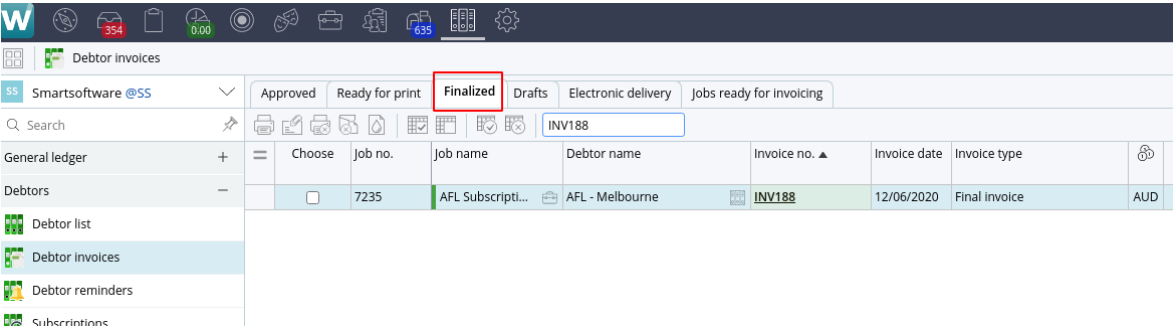 W 354 0:00 635
Debtor invoices
SS Smartsoftware @SS
Approved Ready for print Finalized Drafts Electronic delivery Jobs ready for invoicing
Search
INV188
General ledger +
Choose Job no. Job name Debtor name Invoice no. ▲ Invoice date Invoice type
Debtors −
7235 AFL Subscripti... AFL - Melbourne INV188 12/06/2020 Final invoice AUD
Debtor list
Debtor invoices
Debtor reminders
Subscriptions